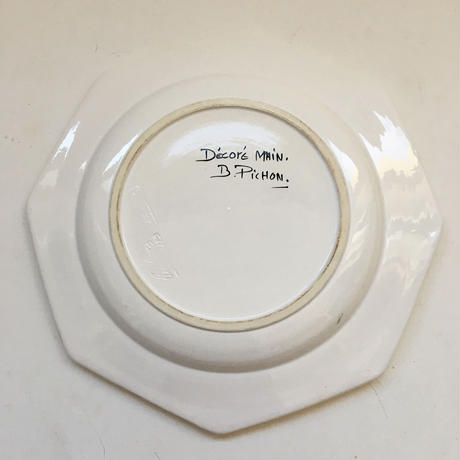 Décoré MAIN.
B. PicHoN.